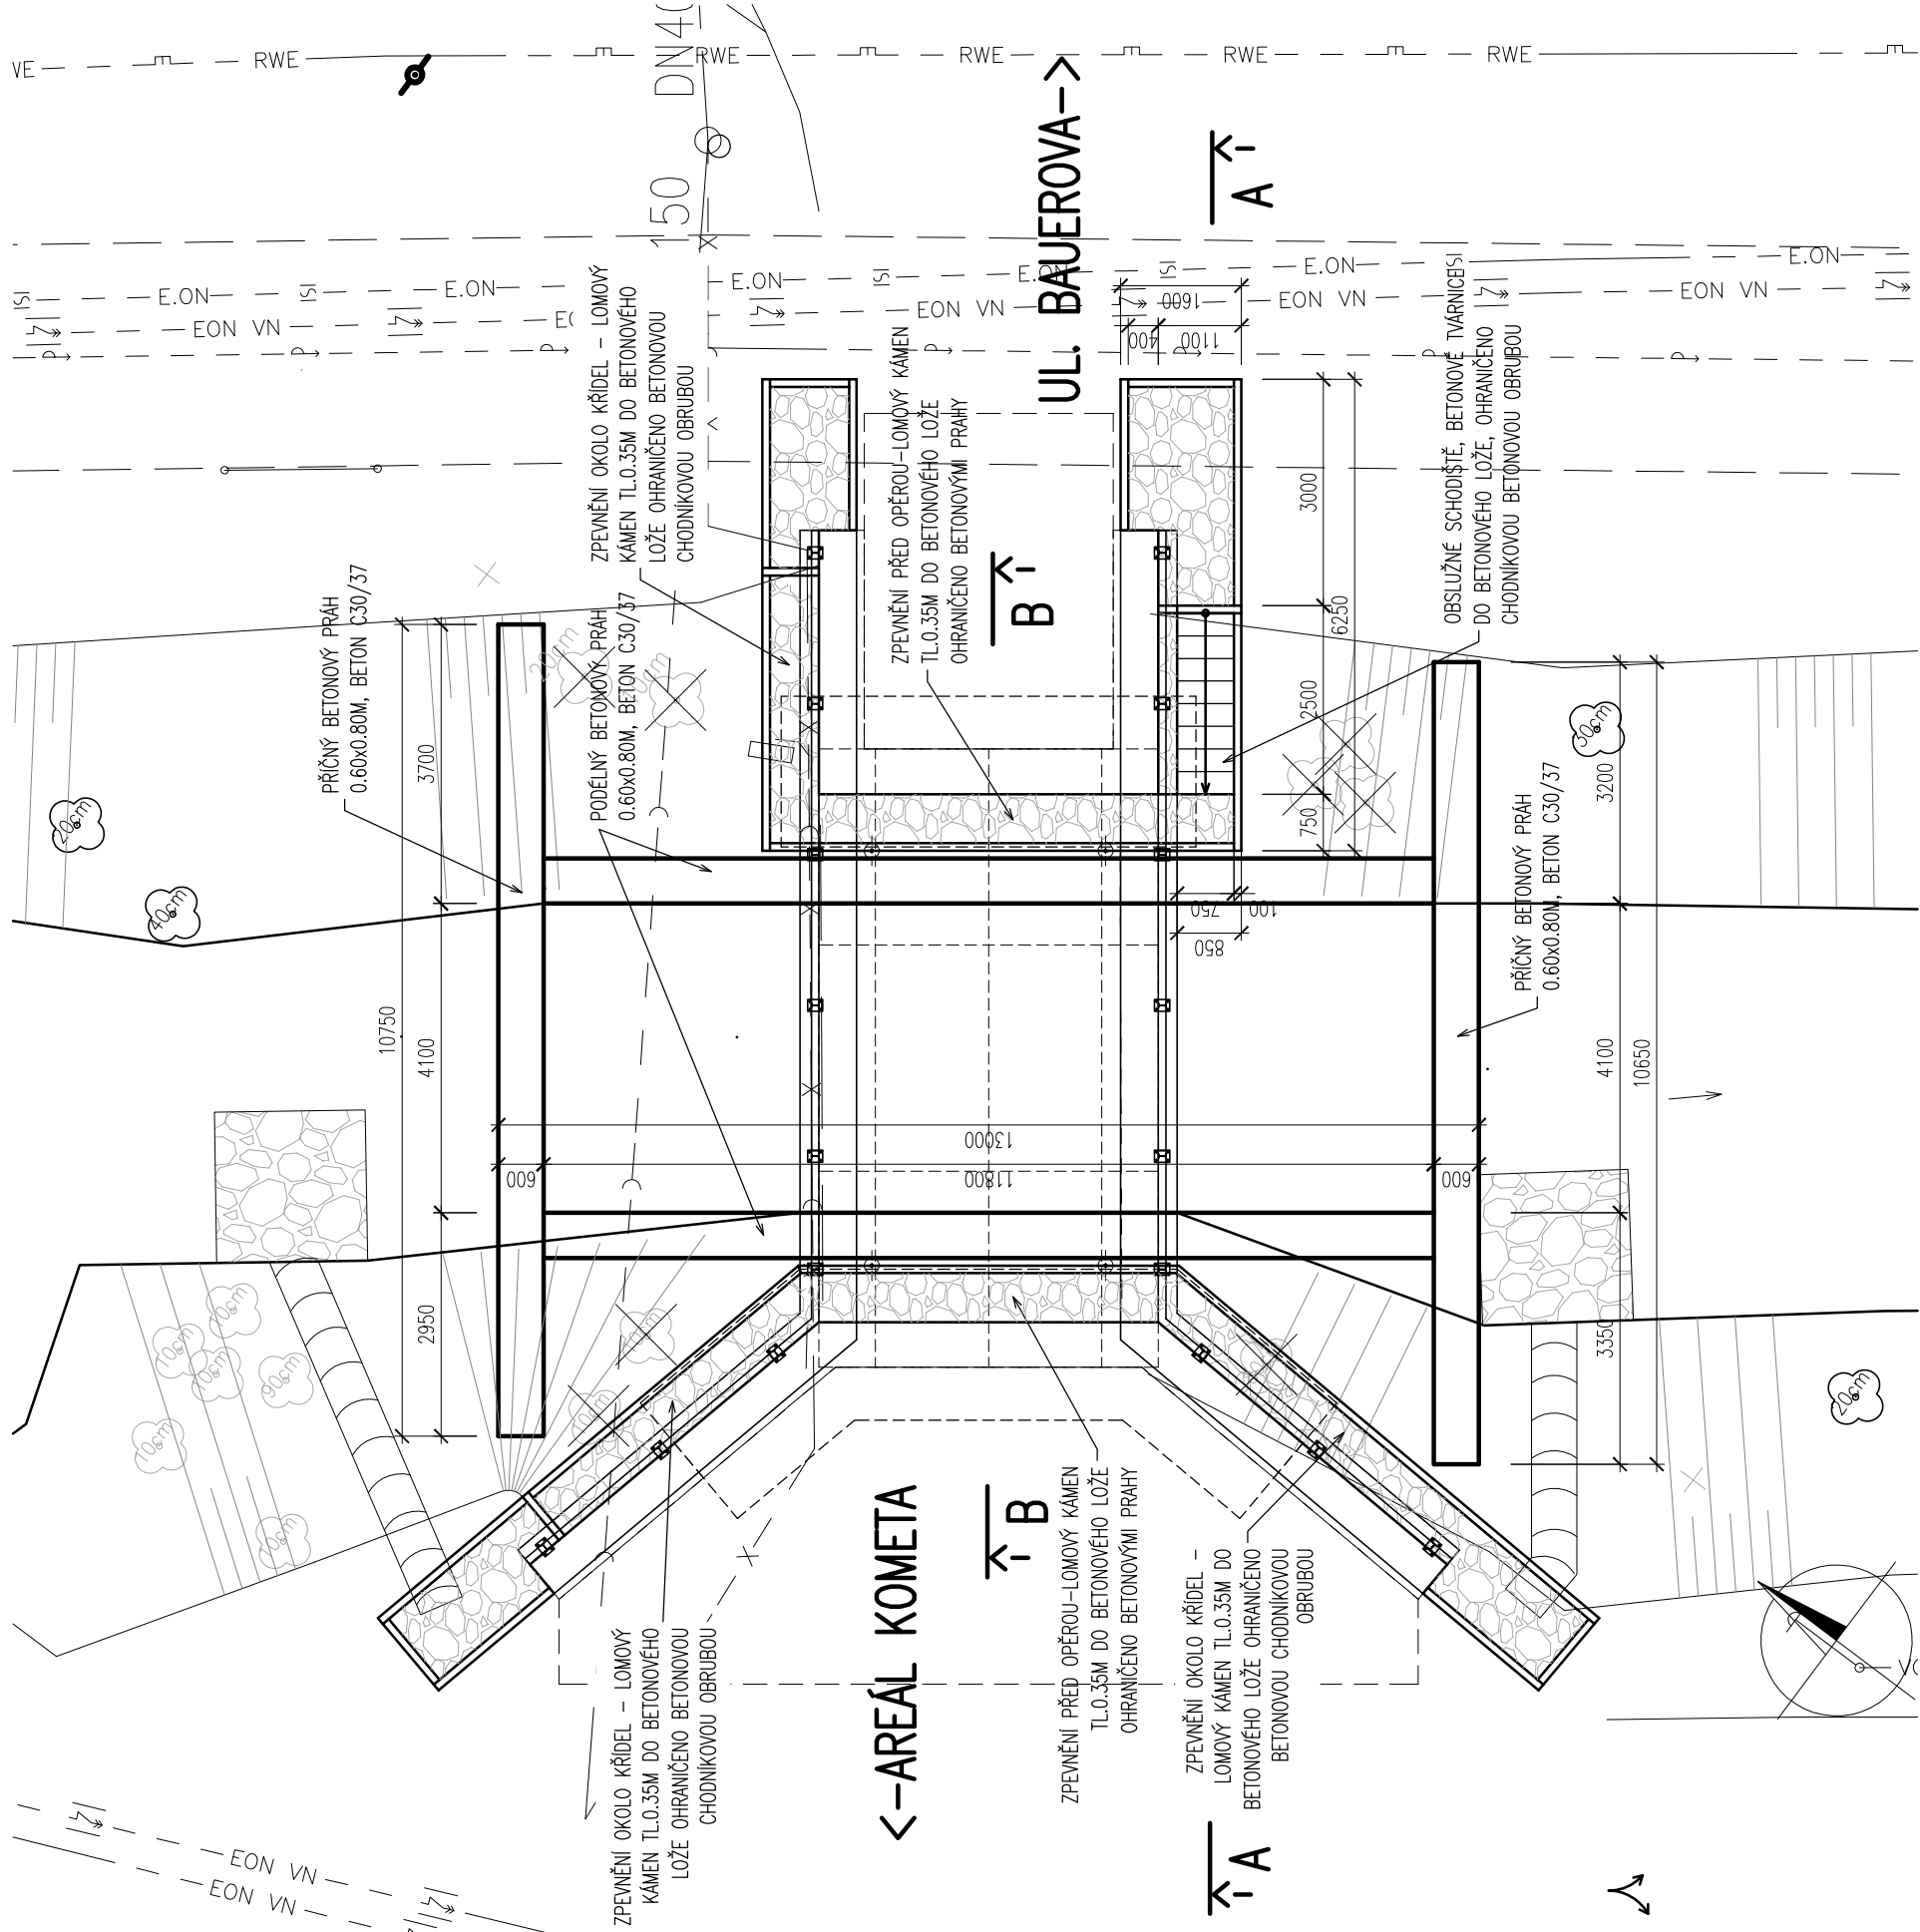 RWE
RWE
RWE
RWE
RWE
DN40
150
UL. BAUEROVA->
A
E.ON
E.ON
E.ON
E.ON
E.ON
E.ON
EON VN
EON VN
EON VN
EON VN
ZPEVNĚNÍ OKOLO KŘÍDEL - LOMOVÝ
KÁMEN TL.0.35M DO BETONOVÉHO
LOŽE OHRANIČENO BETONOVOU
CHODNÍKOVOU OBRUBOU
ZPEVNĚNÍ PŘED OPĚROU-LOMOVÝ KÁMEN
TL.0.35M DO BETONOVÉHO LOŽE
OHRANIČENO BETONOVÝMI PRAHY
OBSLUŽNÉ SCHODIŠTĚ, BETONOVÉ TVÁRNICE
DO BETONOVÉHO LOŽE, OHRANIČENO
CHODNÍKOVOU BETONOVOU OBRUBOU
1600
400
1100
3000
6250
2500
750
B
PŘÍČNÝ BETONOVÝ PRÁH
0.60x0.80M, BETON C30/37
PODÉLNÝ BETONOVÝ PRÁH
0.60x0.80M, BETON C30/37
PŘÍČNÝ BETONOVÝ PRÁH
0.60x0.80M, BETON C30/37
20cm
20cm
40cm
50cm
3700
10750
4100
2950
750
100
850
3200
4100
10650
3350
13000
11800
600
600
10cm
10cm
10cm
90cm
10cm
20cm
<-AREÁL KOMETA
B
ZPEVNĚNÍ OKOLO KŘÍDEL - LOMOVÝ
KÁMEN TL.0.35M DO BETONOVÉHO
LOŽE OHRANIČENO BETONOVOU
CHODNÍKOVOU OBRUBOU
ZPEVNĚNÍ PŘED OPĚROU-LOMOVÝ KÁMEN
TL.0.35M DO BETONOVÉHO LOŽE
OHRANIČENO BETONOVÝMI PRAHY
ZPEVNĚNÍ OKOLO KŘÍDEL -
LOMOVÝ KÁMEN TL.0.35M DO
BETONOVÉHO LOŽE OHRANIČENO
BETONOVOU CHODNÍKOVOU
OBRUBOU
A
EON VN
EON VN